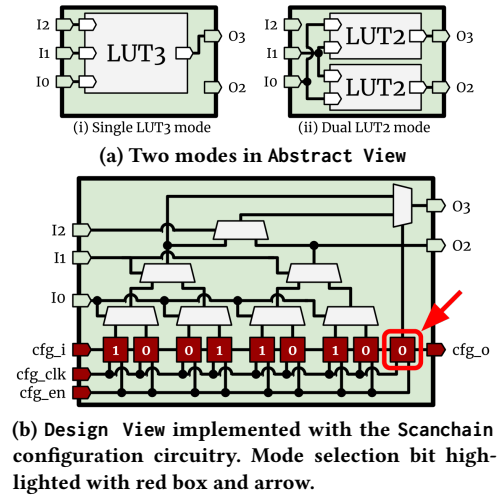 I2
I1
I0
LUT3
O3
O2
(i) Single LUT3 mode
I2
I1
I0
LUT2
LUT2
O3
O2
(ii) Dual LUT2 mode
(a) Two modes in Abstract View
I2
I1
I0
O3
O2
cfg_i
1 0 0 1 1 0 1 0 0
cfg_o
cfg_clk
cfg_en
(b) Design View implemented with the Scanchain
configuration circuitry. Mode selection bit high-
lighted with red box and arrow.